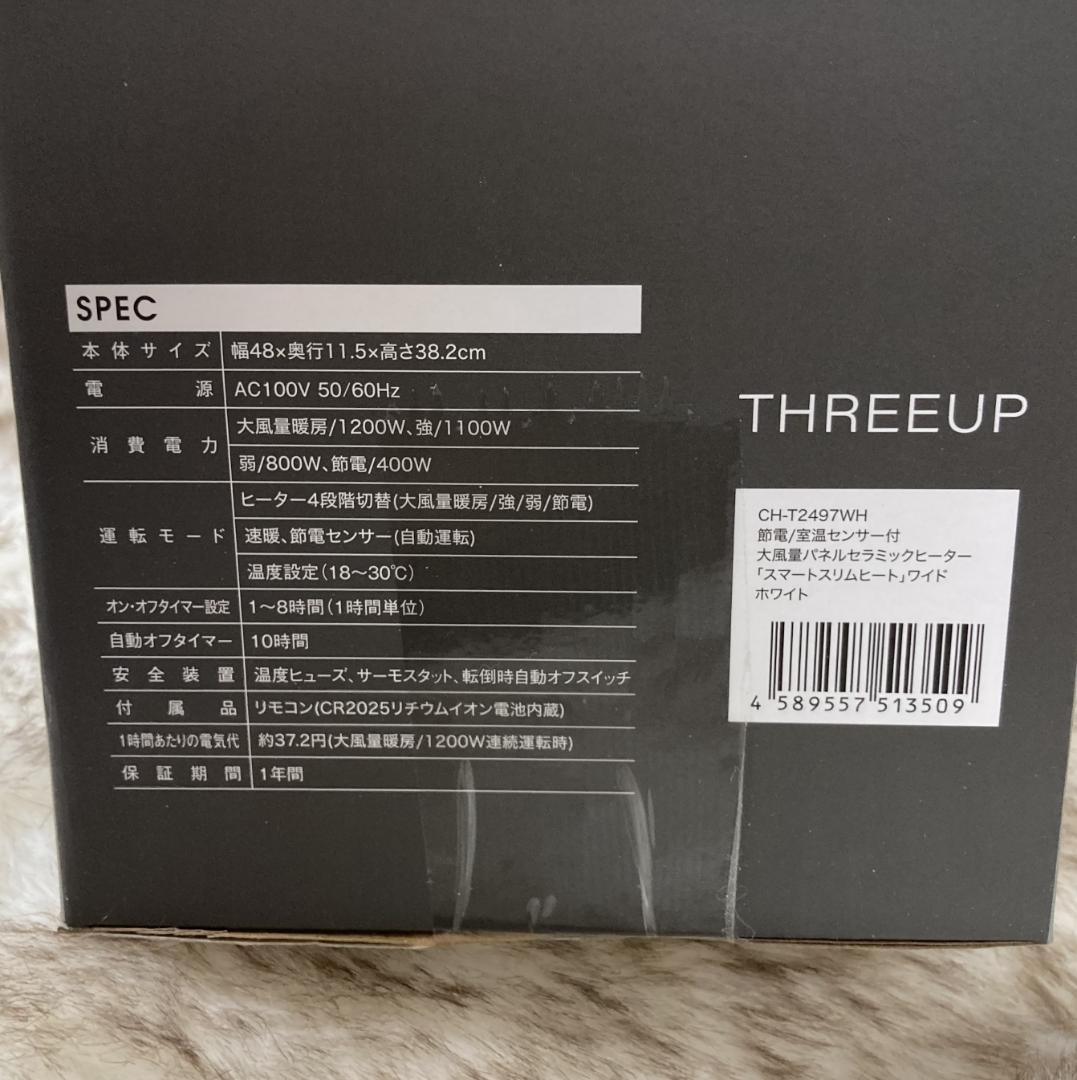 SPEC
本体サイズ 幅48×奥行11.5×高さ38.2cm
電源 AC100V 50/60Hz
消費電力 大風量暖房/1200W、強/1100W
弱/800W、節電/400W
運転モード ヒーター4段階切替(大風量暖房/強/弱/節電)
速暖、節電センサー(自動運転)
温度設定(18〜30℃)
オン・オフタイマー設定 1〜8時間(1時間単位)
自動オフタイマー 10時間
安全装置 温度ヒューズ、サーモスタット、転倒時自動オフスイッチ
付属品 リモコン(CR2025リチウムイオン電池内蔵)
1時間あたりの電気代 約37.2円(大風量暖房/1200W連続運転時)
保証期間 1年間
THREEUP
CH-T2497WH
節電/室温センサー付
大風量パネルセラミックヒーター
「スマートスリムヒート」ワイド
ホワイト
4 589557 513509